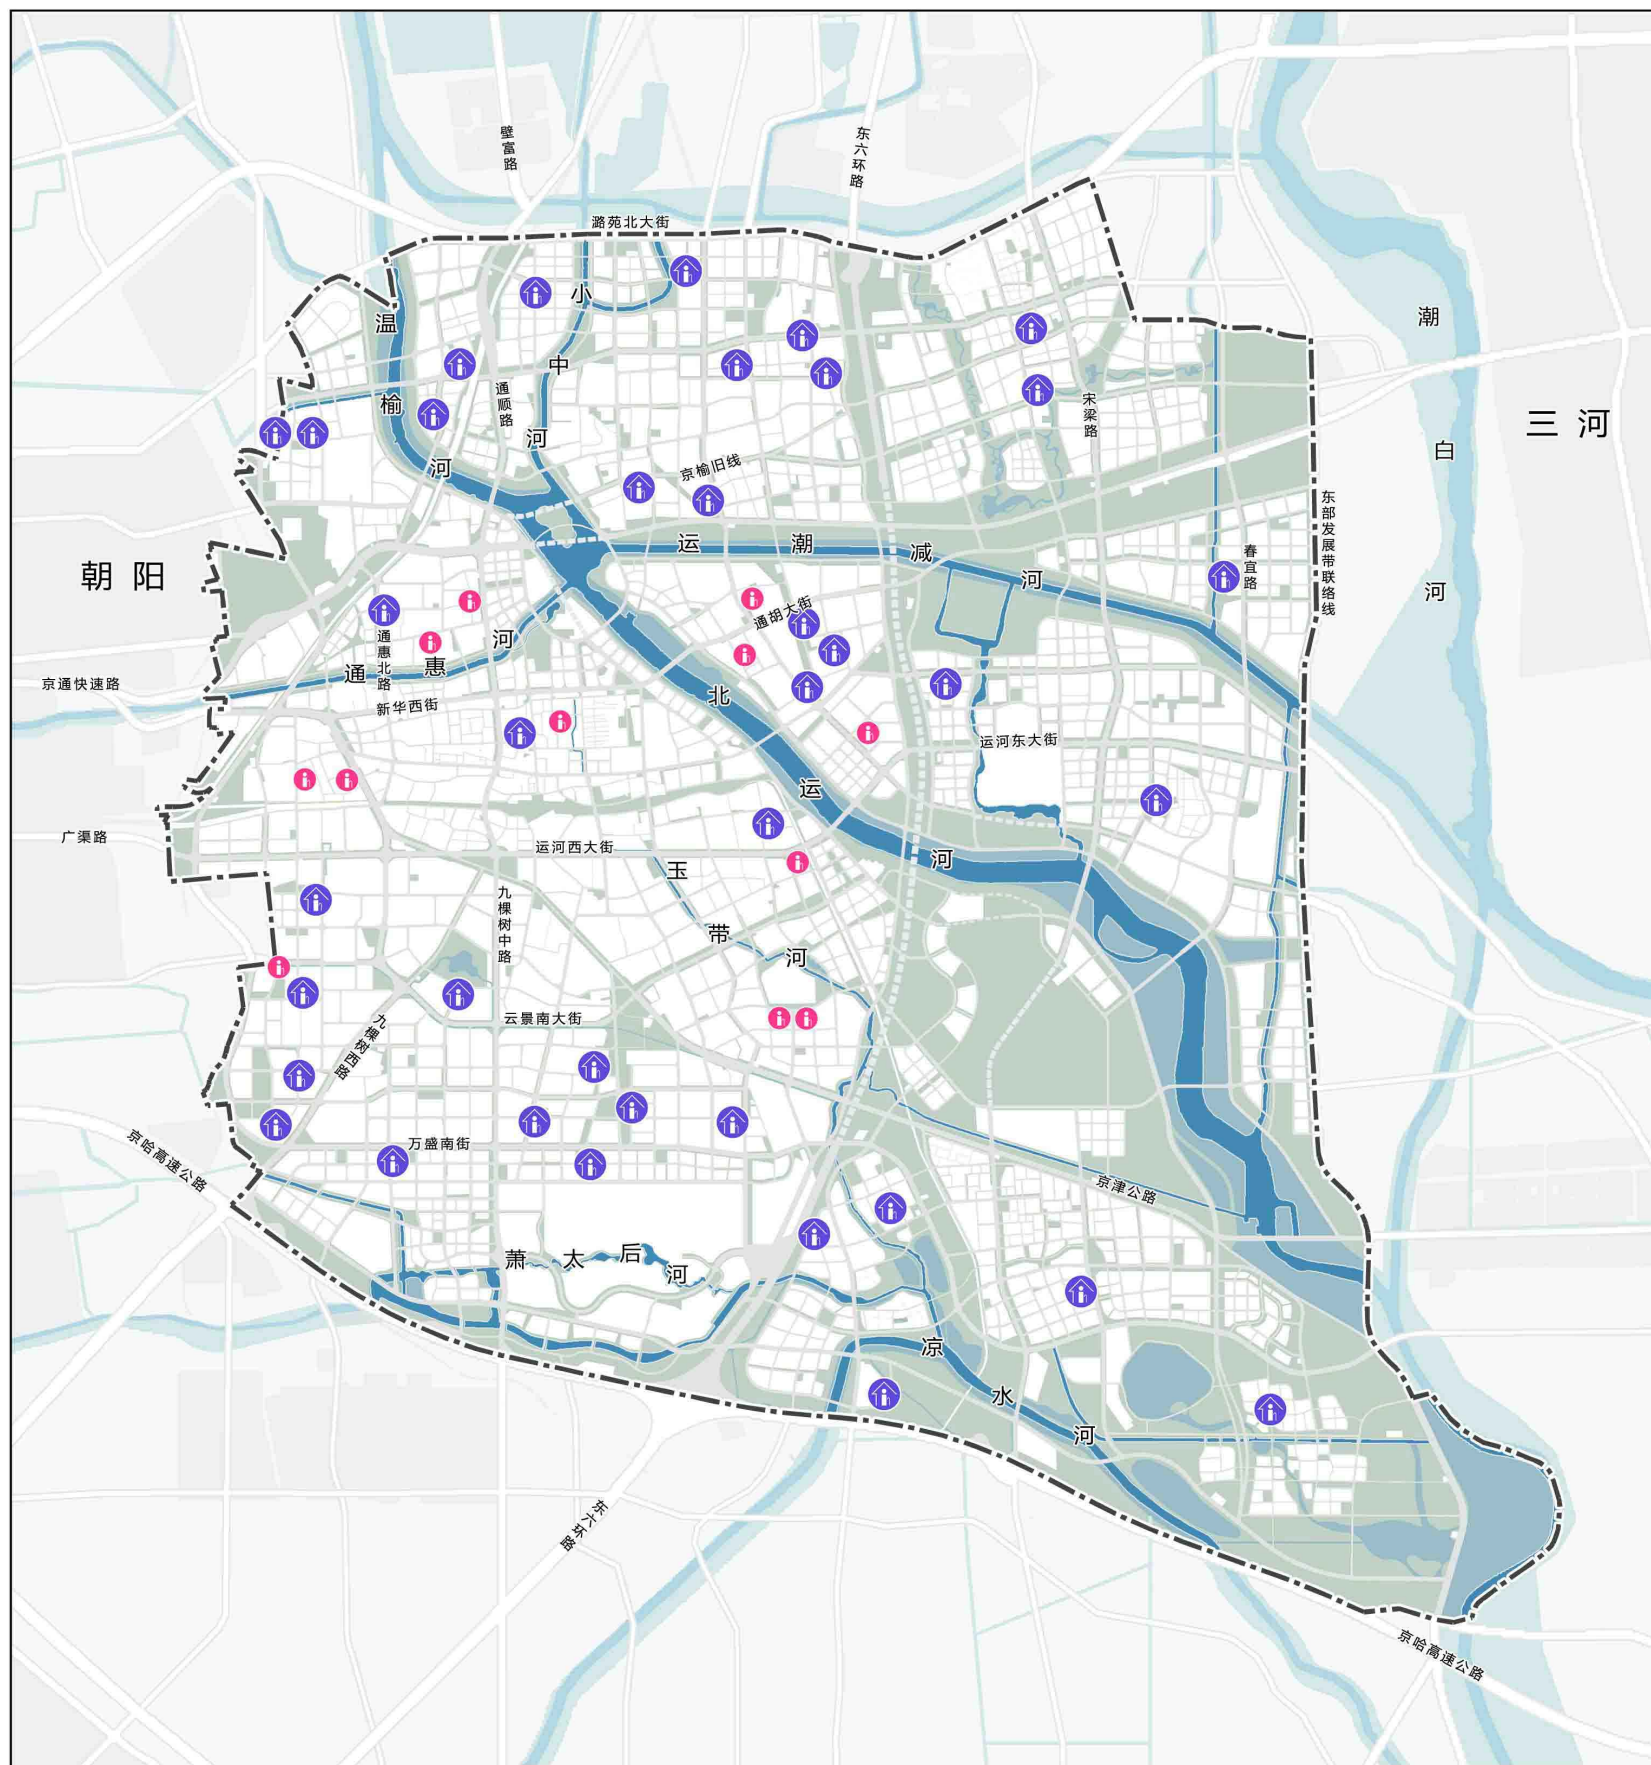 壁富路
东六环路
潞苑北大街
小中河
温榆河
通顺路
宋梁路
潮白河
三河
京榆旧线
东部发展带联络线
朝阳
运潮减河
春宜路
通胡大街
通惠北路
通惠河
京通快速路
新华西街
北运河
运河东大街
广渠路
运河西大街
玉带河
九棵树中路
云景南大街
九棵树西路
京哈高速公路
万盛南街
京津公路
萧太后河
凉水河
东六环路
京哈高速公路